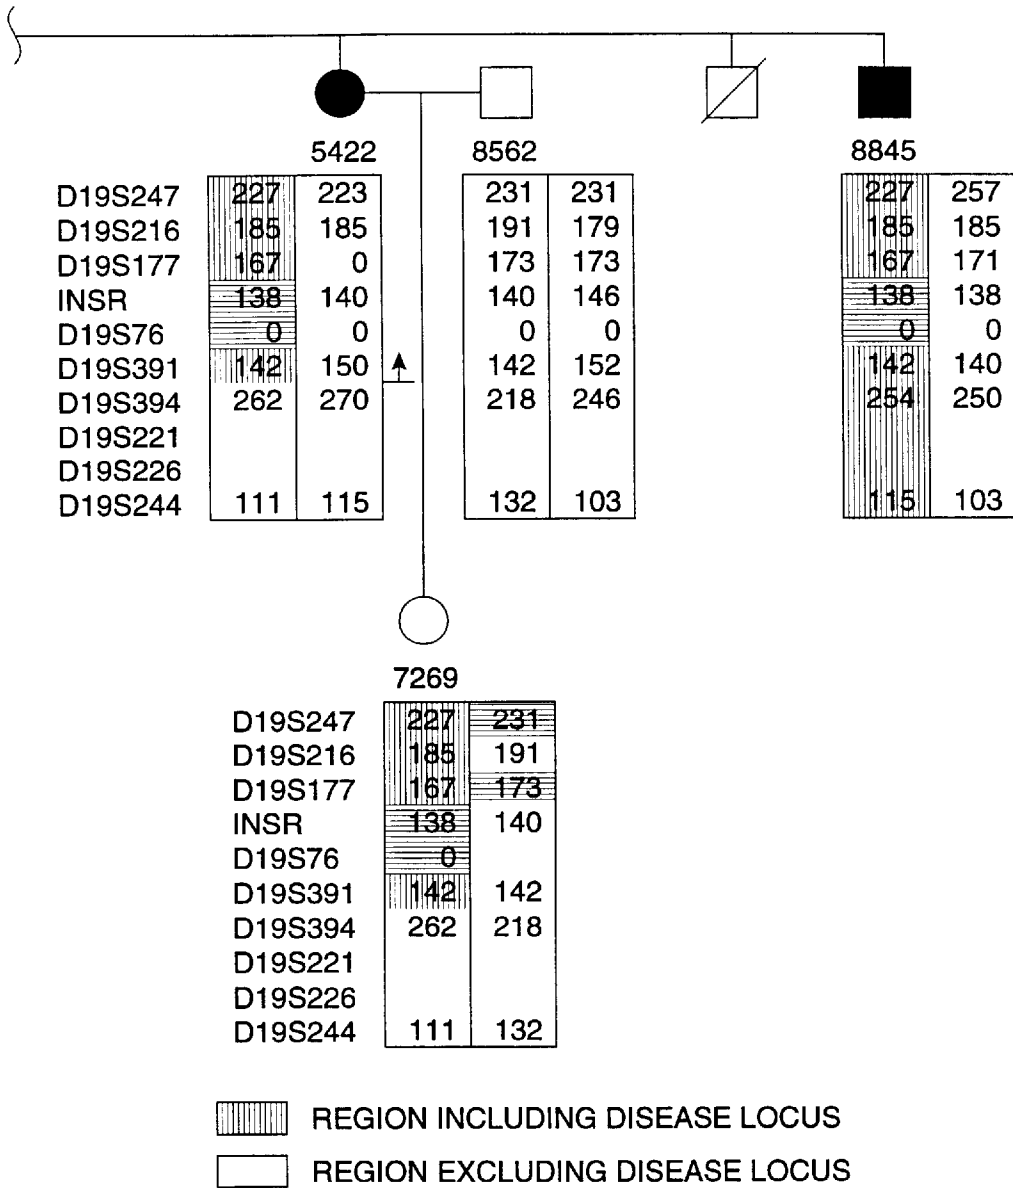 5422 8562 8845
D19S247 227 223 231 231 227 257
D19S216 185 185 191 179 185 185
D19S177 167 0 173 173 167 171
INSR 138 140 140 146 138 138
D19S76 0 0 0 0 0 0
D19S391 142 150 142 152 142 140
D19S394 262 270 218 246 254 250
D19S221
D19S226
D19S244 111 115 132 103 115 103
7269
D19S247 227 231
D19S216 185 191
D19S177 167 173
INSR 138 140
D19S76 0
D19S391 142 142
D19S394 262 218
D19S221
D19S226
D19S244 111 132
REGION INCLUDING DISEASE LOCUS
REGION EXCLUDING DISEASE LOCUS